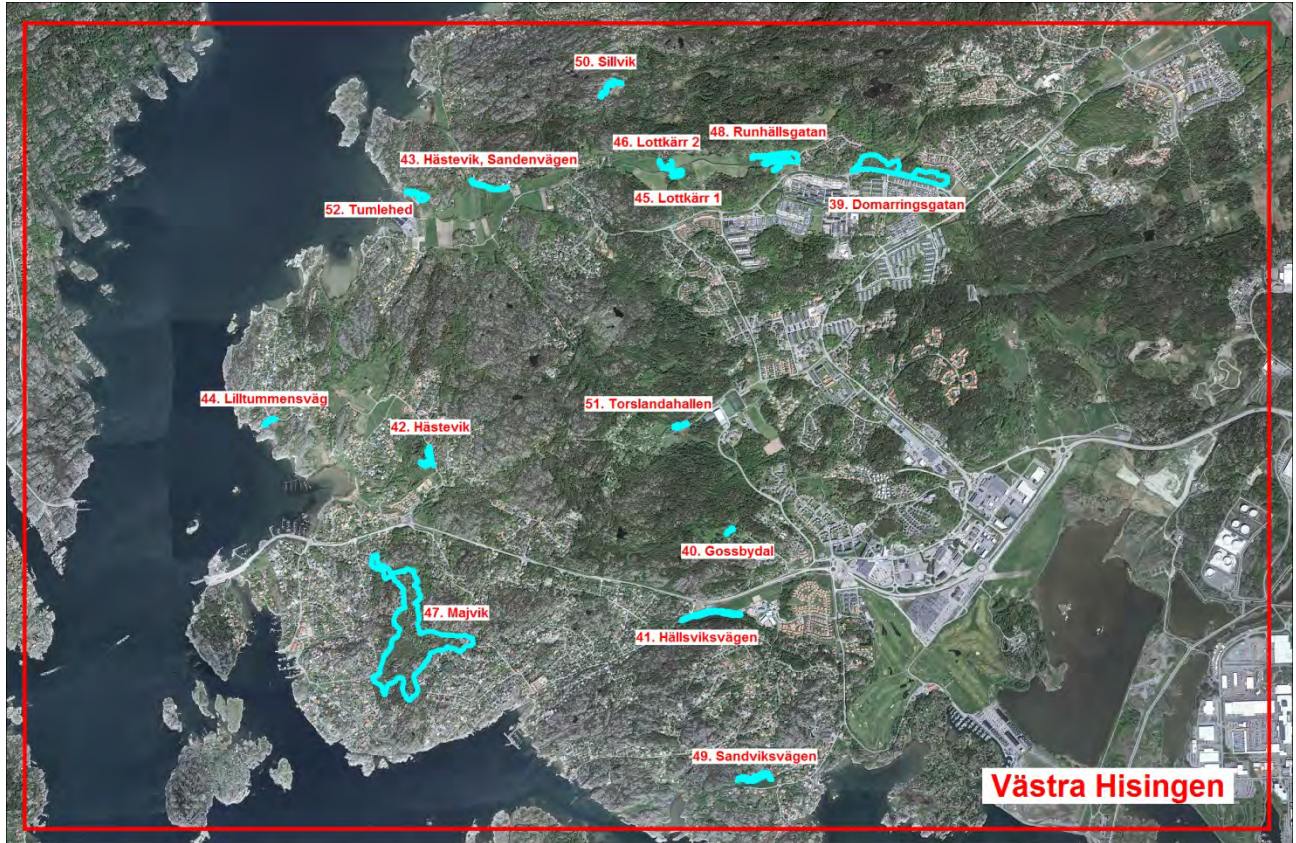 50. Sillvik
46. Lottkärr 2
48. Runhällsgatan
43. Hästevik, Sandenvägen
45. Lottkärr 1
39. Domarringsgatan
52. Tumlehed
44. Lilltummensväg
51. Torslandahallen
42. Hästevik
40. Gossbydal
47. Majvik
41. Hällsviksvägen
49. Sandviksvägen
Västra Hisingen